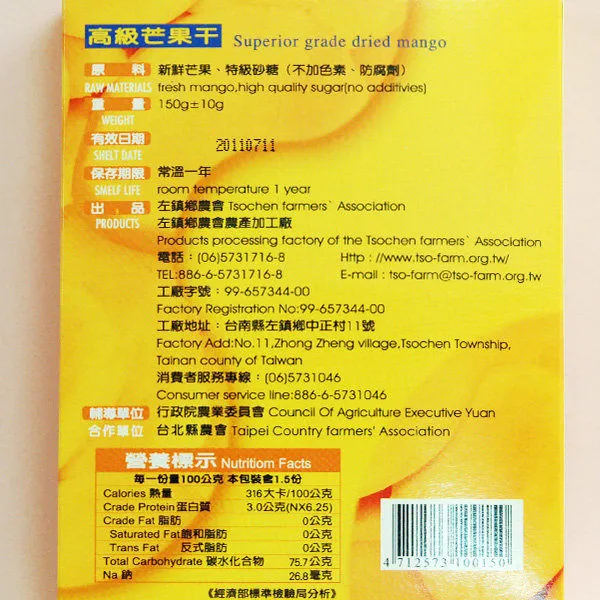 高級芒果干 Superior grade dried mango
原料 新鮮芒果、特級砂糖(不加色素、防腐劑)
RAW MATERIALS fresh mango,high quality sugar(no additivies)
重量 150g±10g
WEIGHT
有效日期 20110711
SHELT DATE
保存期限 常溫一年
SMELF LIFE room temperature 1 year
出品 左鎮鄉農會 Tsochen farmers` Association
PRODUCTS 左鎮鄉農會農產加工廠
Products processing factory of the Tsochen farmers` Association
電話:(06)5731716-8 Http://www.tso-farm.org.tw/
TEL:886-6-5731716-8 E-mail:tso-farm@tso-farm.org.tw
工廠字號:99-657344-00
Factory Registration No:99-657344-00
工廠地址:台南縣左鎮鄉中正村11號
Factory Add:No.11,Zhong Zheng village,Tsochen Township,
Tainan county of Taiwan
消費者服務專線:(06)5731046
Consumer service line:886-6-5731046
輔導單位 行政院農業委員會 Council Of Agriculture Executive Yuan
合作單位 台北縣農會 Taipei Country farmers' Association
營養標示 Nutritiom Facts
每一份量100公克 本包裝含1.5份
Calories 熱量 316大卡/100公克
Crade Protein蛋白質 3.0公克(NX6.25)
Crude Fat 脂肪 0公克
Saturated Fat飽和脂肪 0公克
Trans Fat 反式脂肪 0公克
Total Carbohydrate 碳水化合物 75.7公克
Na 鈉 26.8毫克
《經濟部標準檢驗局分析》
4 712573 100150